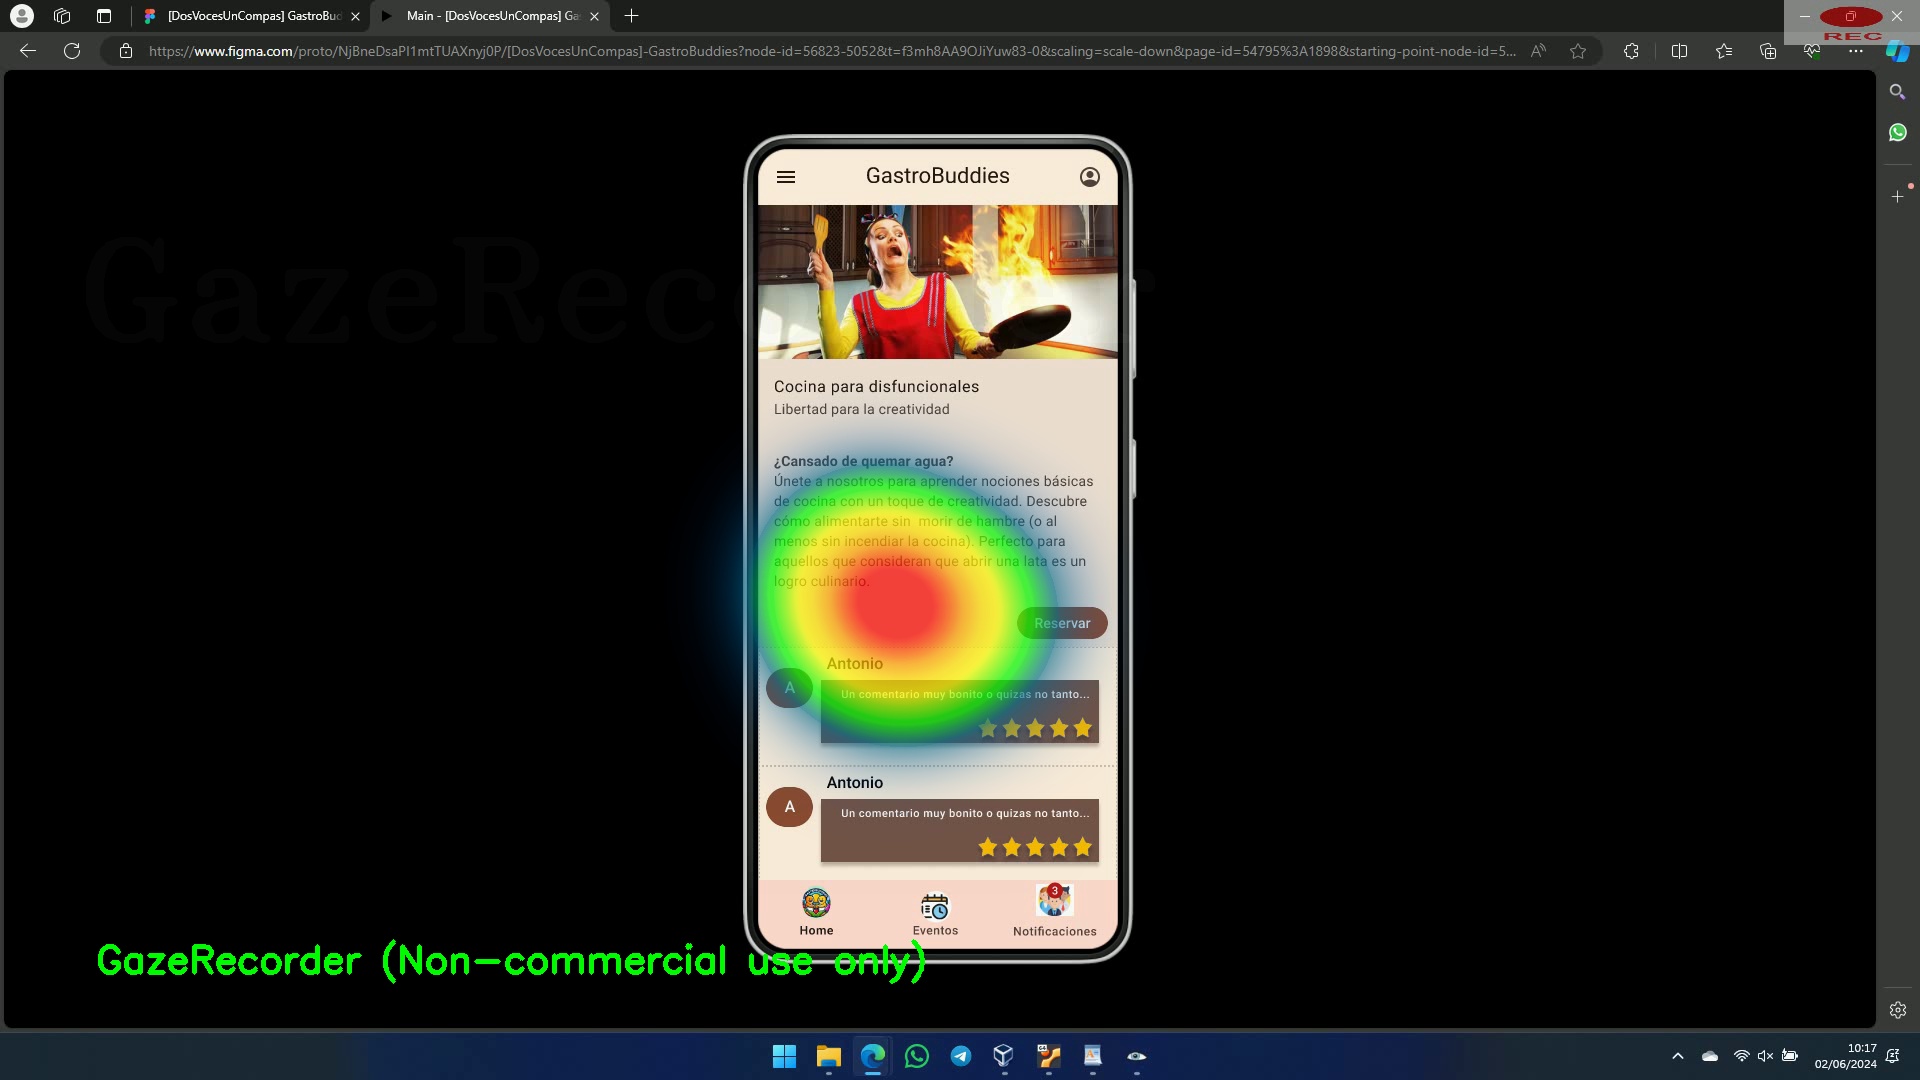 [DosVocesUnCompas] GastroBud
Main - [DosVocesUnCompas] Ga
REC
https://www.figma.com/proto/NjBneDsaPI1mtTUAXnyj0P/[DosVocesUnCompas]-GastroBuddies?node-id=56823-5052&t=f3mh8AA9OJiYuw83-0&scaling=scale-down&page-id=54795%3A1898&starting-point-node-id=5...
GastroBuddies
GazeRecorder
Cocina para disfuncionales
Libertad para la creatividad
¿Cansado de quemar agua?
Únete a nosotros para aprender nociones básicas
de cocina con un toque de creatividad. Descubre
cómo alimentarte sin morir de hambre (o al
menos sin incendiar la cocina). Perfecto para
aquellos que consideran que abrir una lata es un
logro culinario.
Reservar
Antonio
A
Un comentario muy bonito o quizas no tanto...
Antonio
A
Un comentario muy bonito o quizas no tanto...
3
Home
Eventos
Notificaciones
GazeRecorder (Non-commercial use only)
10:17
02/06/2024